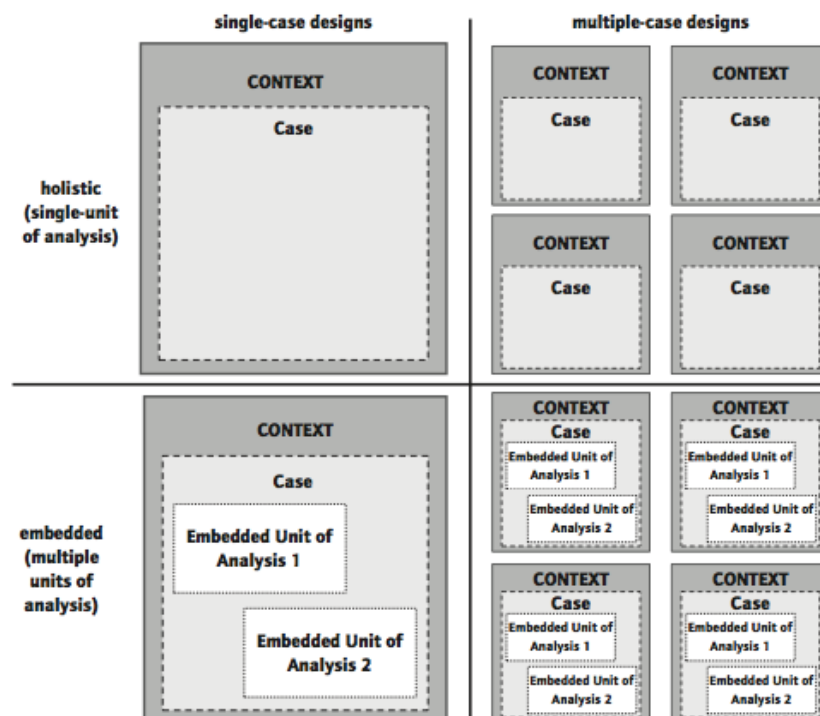 single-case designs
multiple-case designs
holistic
(single-unit
of analysis)
CONTEXT
Case
CONTEXT
Case
CONTEXT
Case
CONTEXT
Case
CONTEXT
Case
embedded
(multiple
units of
analysis)
CONTEXT
Case
Embedded Unit of
Analysis 1
Embedded Unit of
Analysis 2
CONTEXT
Case
Embedded Unit of
Analysis 1
Embedded Unit of
Analysis 2
CONTEXT
Case
Embedded Unit of
Analysis 1
Embedded Unit of
Analysis 2
CONTEXT
Case
Embedded Unit of
Analysis 1
Embedded Unit of
Analysis 2
CONTEXT
Case
Embedded Unit of
Analysis 1
Embedded Unit of
Analysis 2